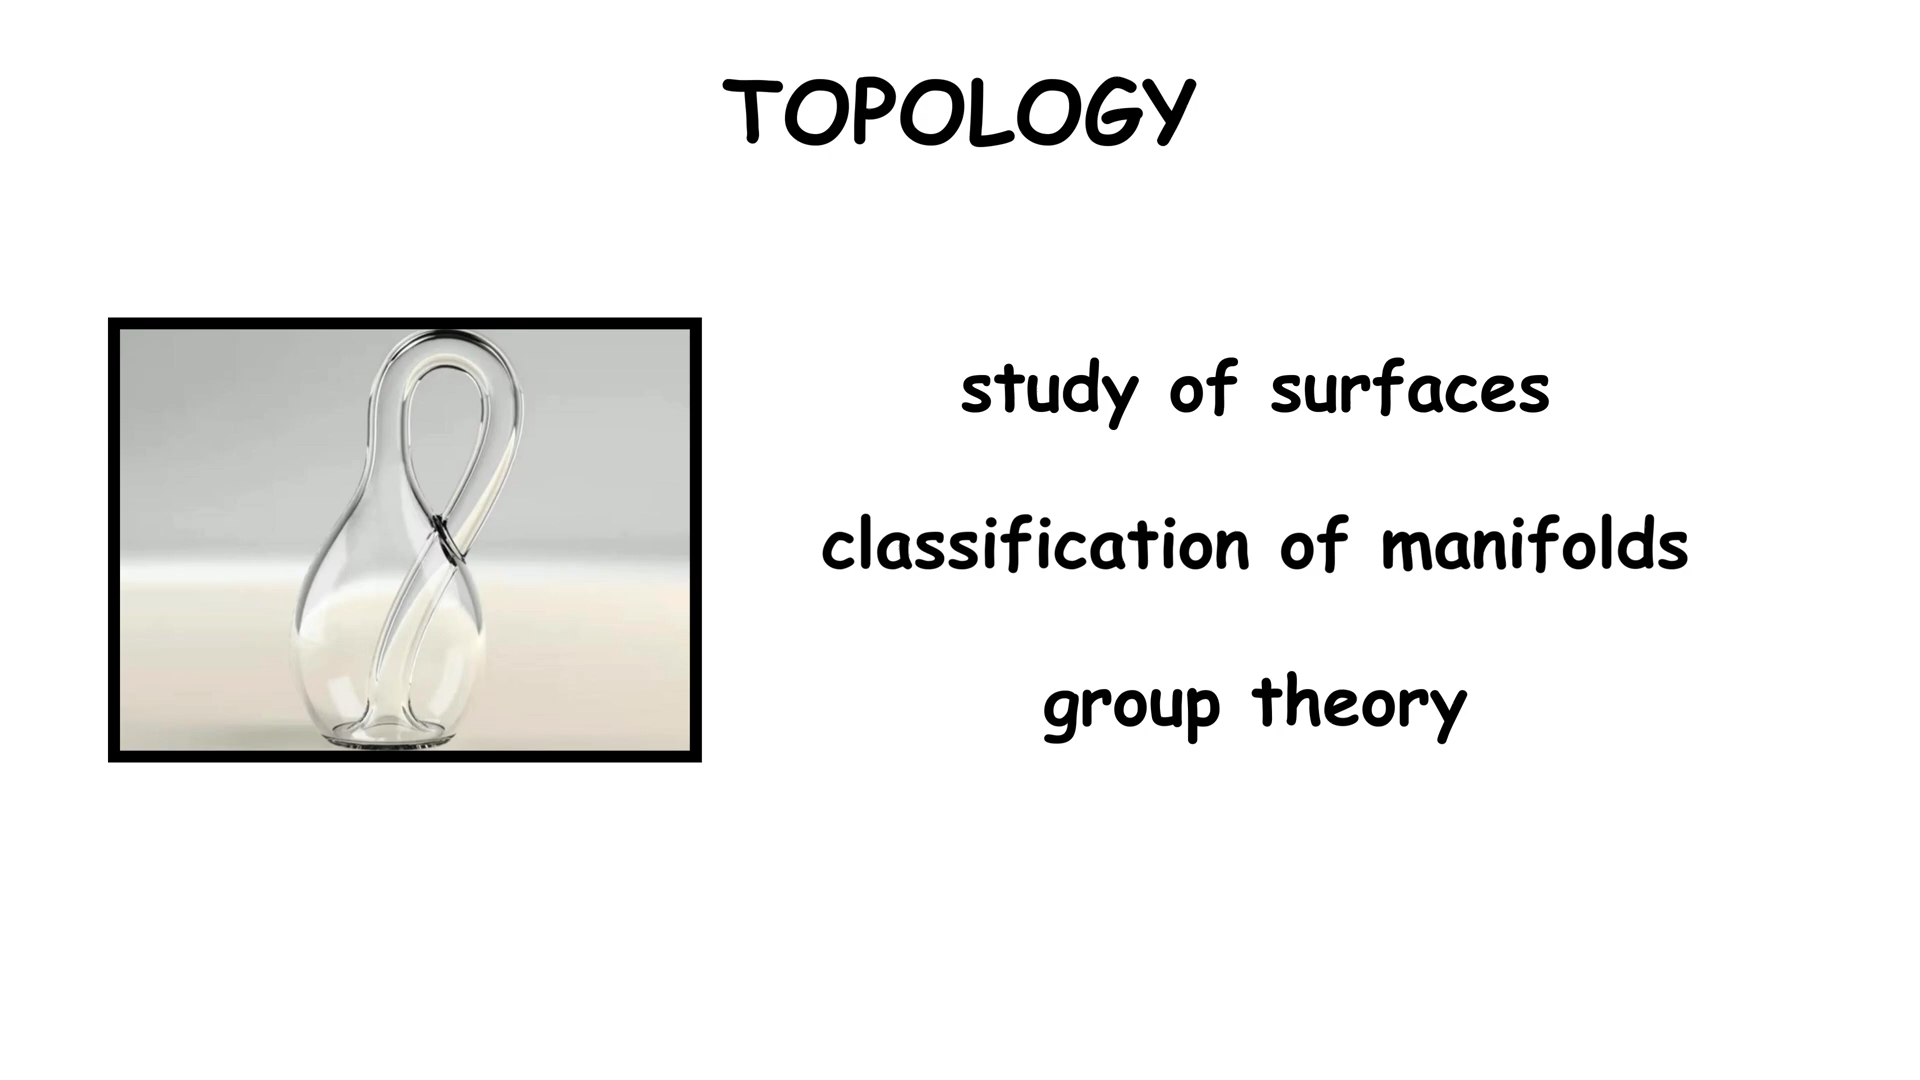 TOPOLOGY
study of surfaces
classification of manifolds
group theory